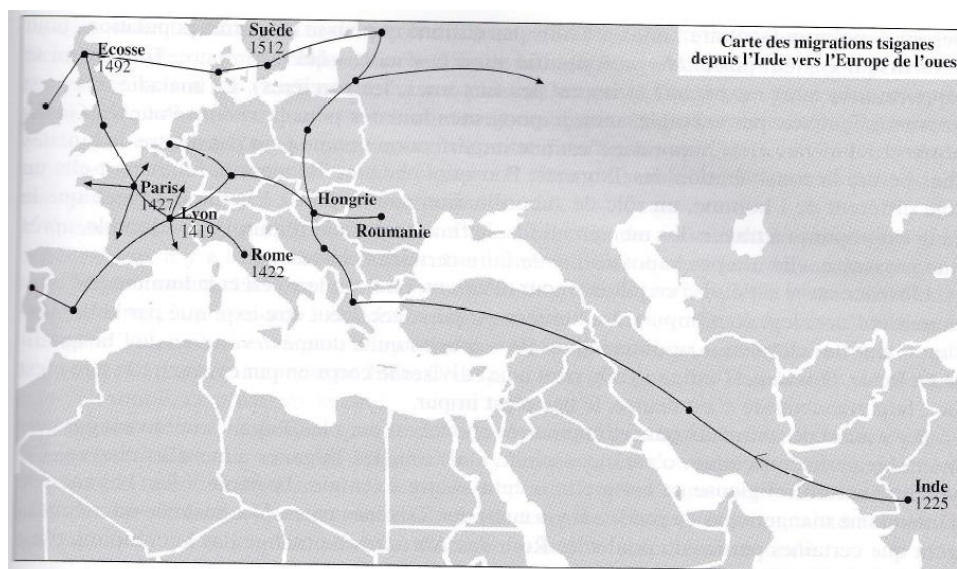 Carte des migrations tsiganes
depuis l'Inde vers l'Europe de l'oues
Suède
1512
Ecosse
1492
Paris
1427
Lyon
1419
Rome
1422
Hongrie
Roumanie
Inde
1225